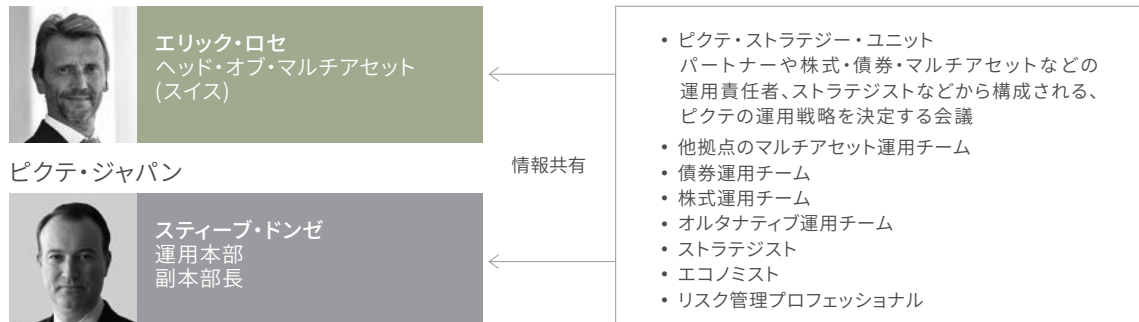 エリック・ロセ
ヘッド・オブ・マルチアセット
(スイス)
ピクテ・ジャパン
スティーブ・ドンゼ
運用本部
副本部長
情報共有
• ピクテ・ストラテジー・ユニット
パートナーや株式・債券・マルチアセットなどの
運用責任者、ストラテジストなどから構成される、
ピクテの運用戦略を決定する会議
• 他拠点のマルチアセット運用チーム
• 債券運用チーム
• 株式運用チーム
• オルタナティブ運用チーム
• ストラテジスト
• エコノミスト
• リスク管理プロフェッショナル